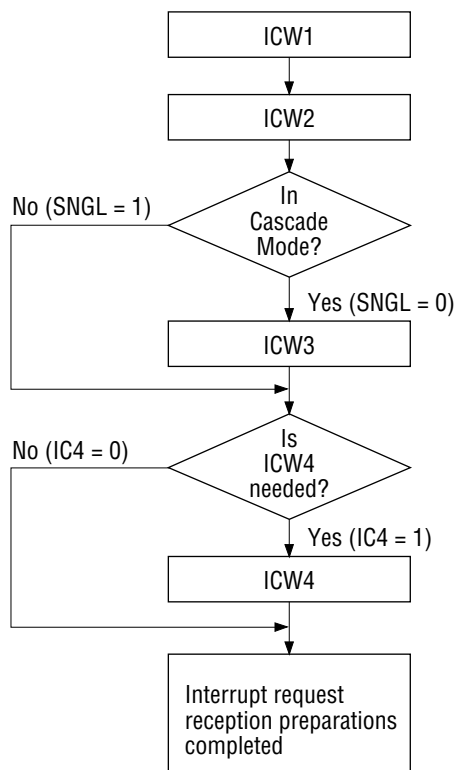 ICW1
ICW2
In
Cascade
Mode?
No (SNGL = 1)
Yes (SNGL = 0)
ICW3
Is
ICW4
needed?
No (IC4 = 0)
Yes (IC4 = 1)
ICW4
Interrupt request
reception preparations
completed